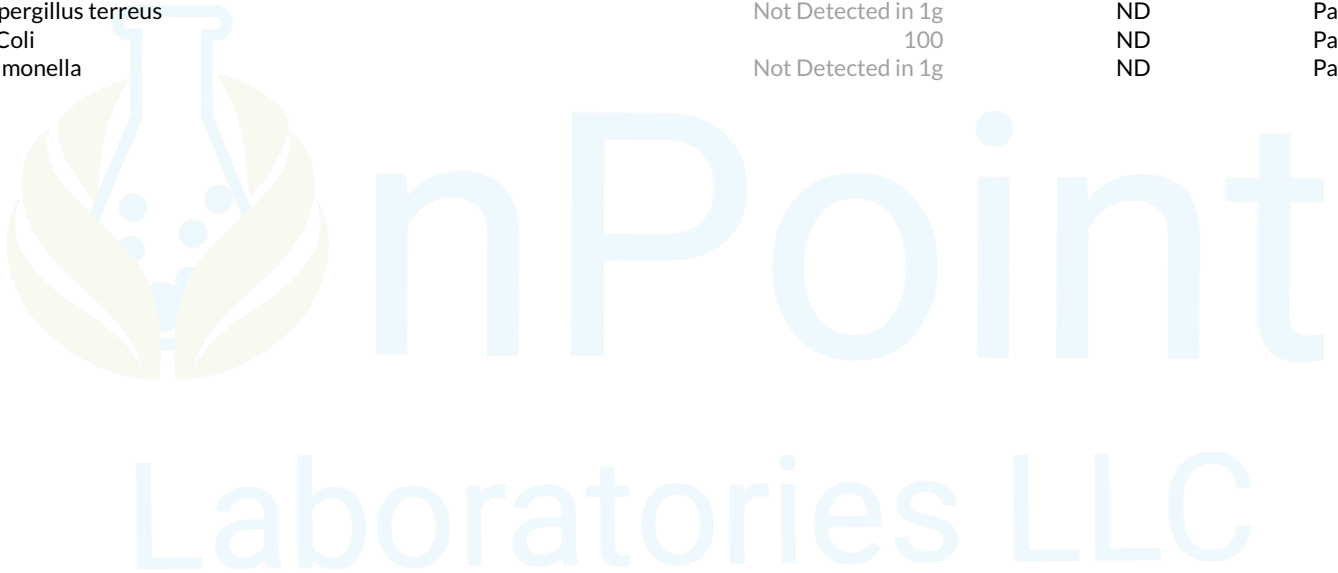 pergillus terreus Not Detected in 1g ND Pa
Coli 100 ND Pa
monella Not Detected in 1g ND Pa
nPoint
Laboratories LLC